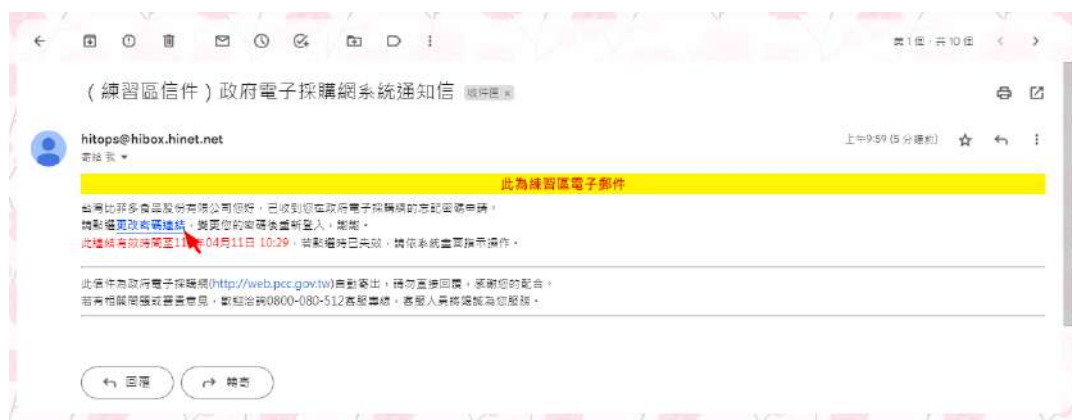 第1個，共10個
（練習區信件）政府電子採購網系統通知信 收件匣 ×
hitops@hibox.hinet.net
上午9:59 (5 分鐘前)
寄給 我
此為練習區電子郵件
台灣比菲多食品股份有限公司您好，已收到您在政府電子採購網的忘記密碼申請。
請點選更改密碼連結，變更您的密碼後重新登入，謝謝。
此連結有效時間至11 年04月11日 10:29，若點選時已失效，請依系統畫面指示操作。
此信件為政府電子採購網(http://web.pcc.gov.tw)自動寄出，請勿直接回覆，感謝您的配合。
若有相關問題或寶貴意見，歡迎洽詢0800-080-512客服專線，客服人員將竭誠為您服務。
回覆
轉寄